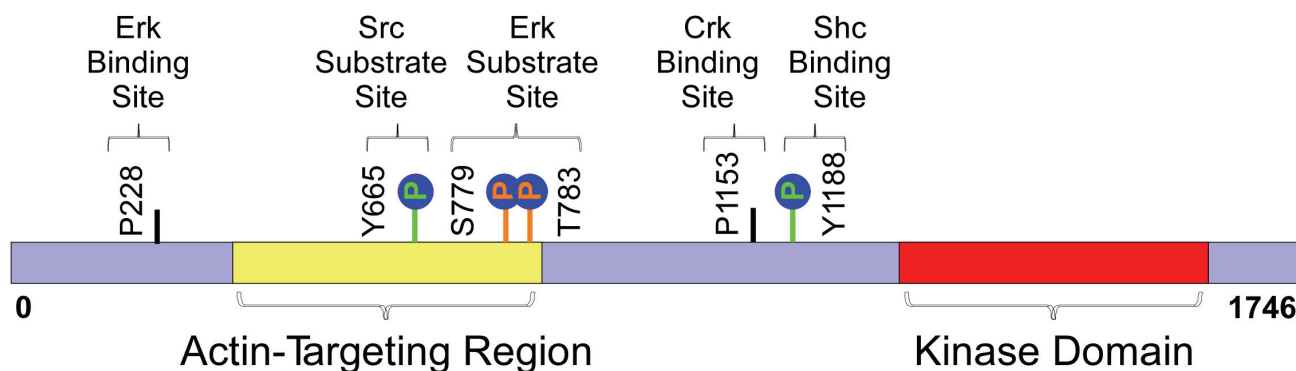 Erk
Binding
Site
Src
Substrate
Site
Erk
Substrate
Site
Crk
Binding
Site
Shc
Binding
Site
P228
Y665
P
S779
P
P
T783
P1153
P
Y1188
0
1746
Actin-Targeting Region
Kinase Domain